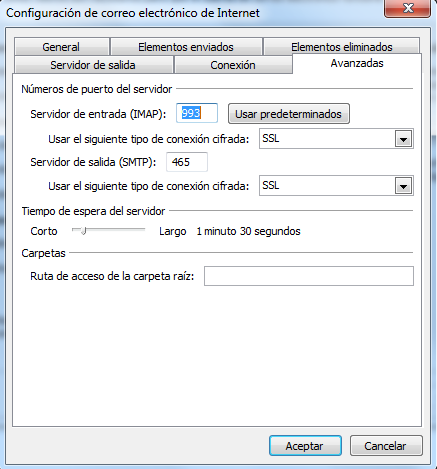 Configuración de correo electrónico de Internet
General Elementos enviados Elementos eliminados
Servidor de salida Conexión Avanzadas
Números de puerto del servidor
Servidor de entrada (IMAP): 993 Usar predeterminados
Usar el siguiente tipo de conexión cifrada: SSL
Servidor de salida (SMTP): 465
Usar el siguiente tipo de conexión cifrada: SSL
Tiempo de espera del servidor
Corto Largo 1 minuto 30 segundos
Carpetas
Ruta de acceso de la carpeta raíz:
Aceptar Cancelar